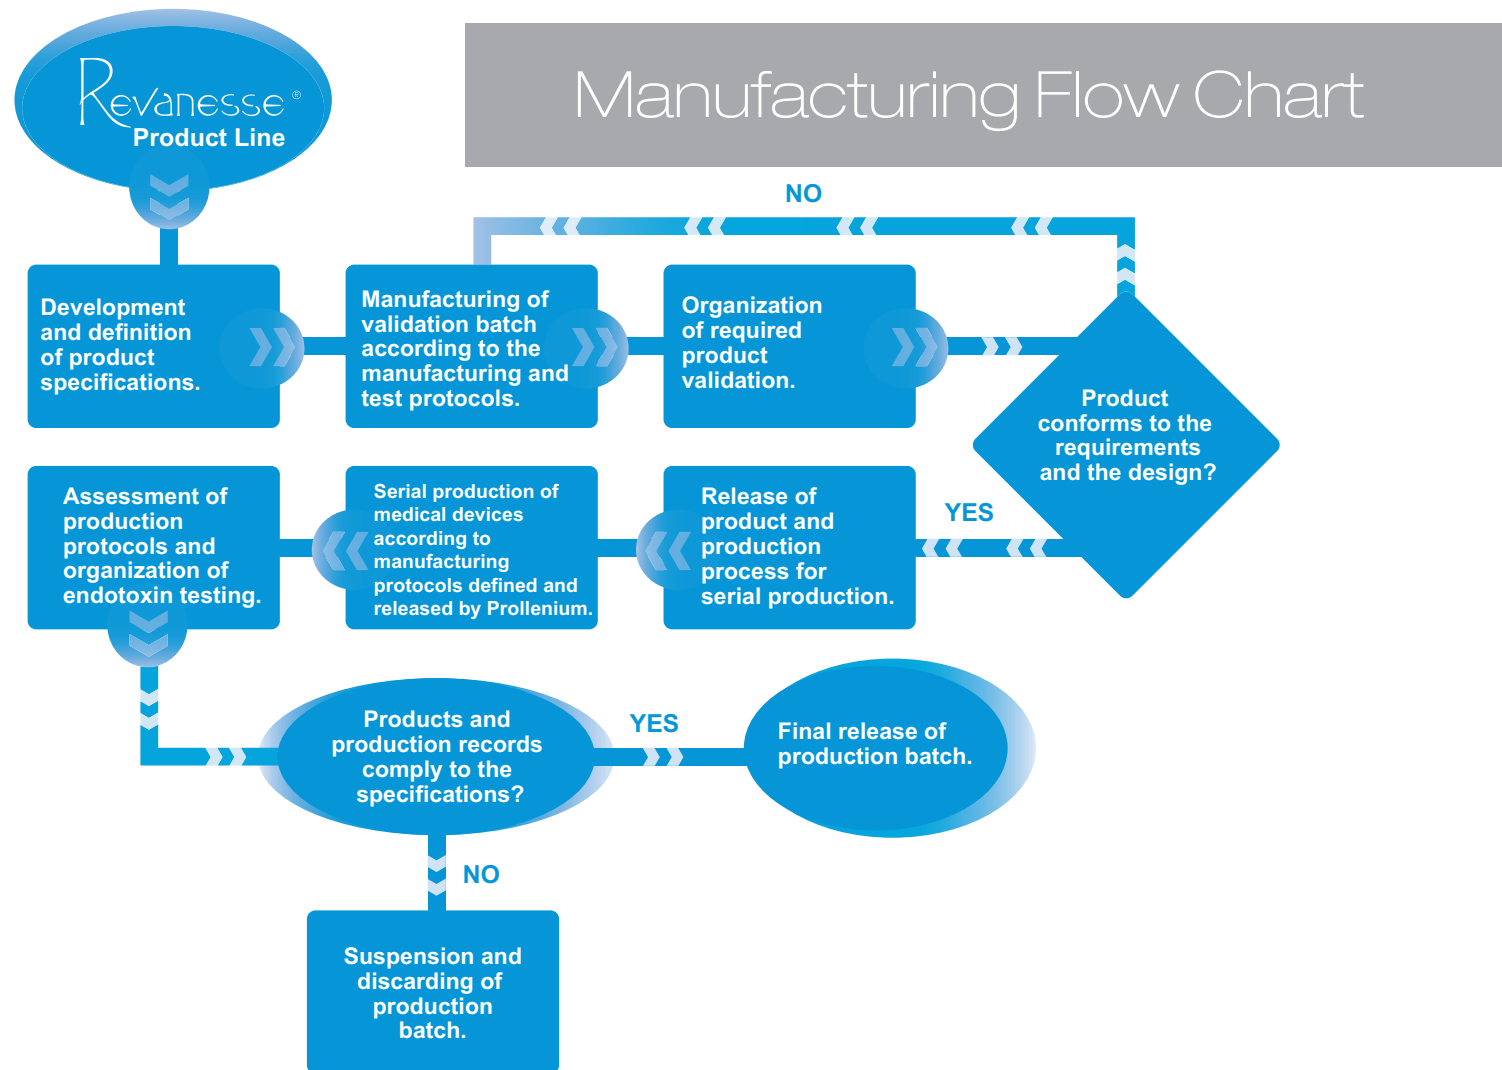 Revanesse®
Product Line
Manufacturing Flow Chart
NO
Development
and definition
of product
specifications.
Manufacturing of
validation batch
according to the
manufacturing and
test protocols.
Organization
of required
product
validation.
Product
conforms to the
requirements
and the design?
YES
Release of
product and
production
process for
serial production.
Serial production of
medical devices
according to
manufacturing
protocols defined and
released by Prollenium.
Assessment of
production
protocols and
organization of
endotoxin testing.
Products and
production records
comply to the
specifications?
YES
Final release of
production batch.
NO
Suspension and
discarding of
production
batch.